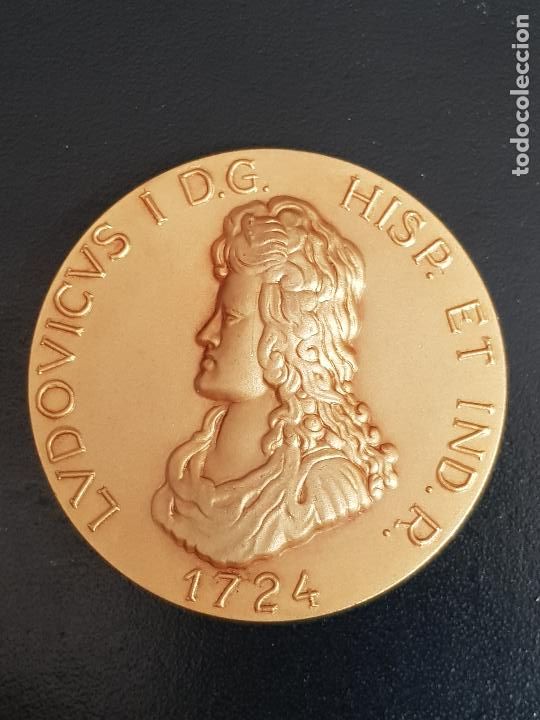 LVDOVICVS I D.G. HISP. ET IND. R.
1724
todocoleccion